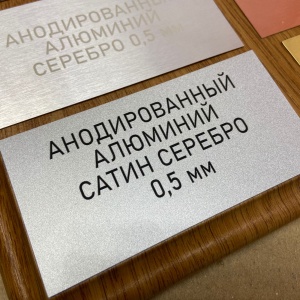 АНОДИРОВАННЫЙ
АЛЮМИНИЙ
СЕРЕБРО 0,5 мм
АНОДИРОВАННЫЙ
АЛЮМИНИЙ
САТИН СЕРЕБРО
0,5 мм